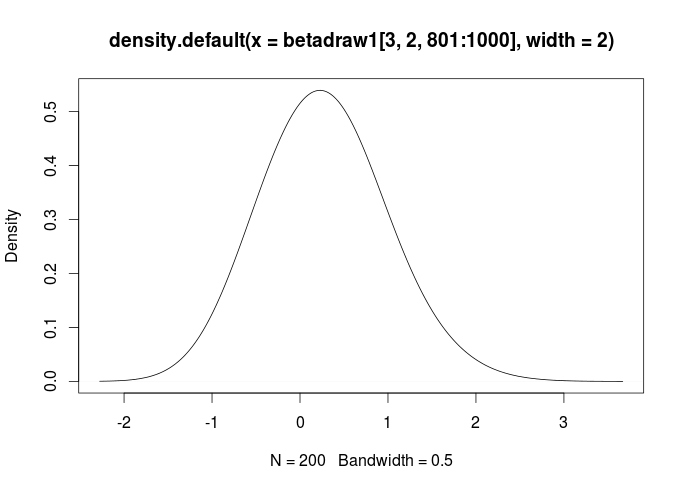 density.default(x = betadraw1[3, 2, 801:1000], width = 2)
Density
0.5
0.4
0.3
0.2
0.1
0.0
-2 -1 0 1 2 3
N = 200 Bandwidth = 0.5